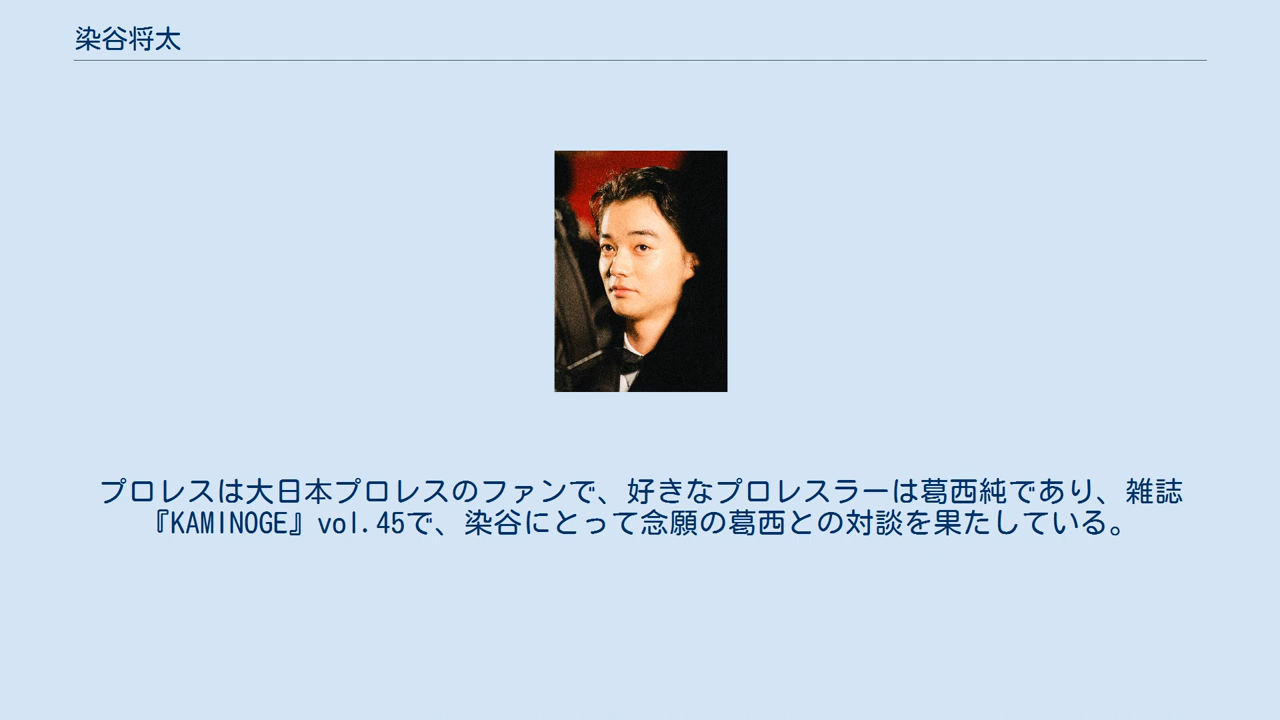 染谷将太
プロレスは大日本プロレスのファンで、好きなプロレスラーは葛西純であり、雑誌
『KAMINOGE』vol.45で、染谷にとって念願の葛西との対談を果たしている。